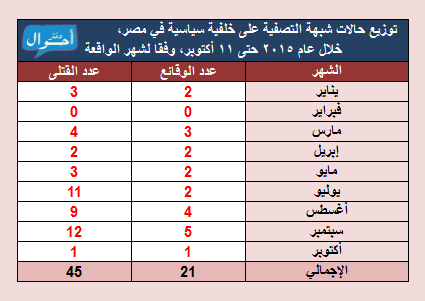 توزيع حالات شبهة التصفية على خلفية سياسية في مصر،
خلال عام ٢٠١٥ حتى ١١ أكتوبر، وفقا لشهر الواقعة
دفتر أحوال
الشهر عدد الوقائع عدد القتلى
يناير 2 3
فبراير 0 0
مارس 3 4
إبريل 2 2
مايو 2 3
يوليو 2 11
أغسطس 4 9
سبتمبر 5 12
أكتوبر 1 1
الإجمالي 21 45